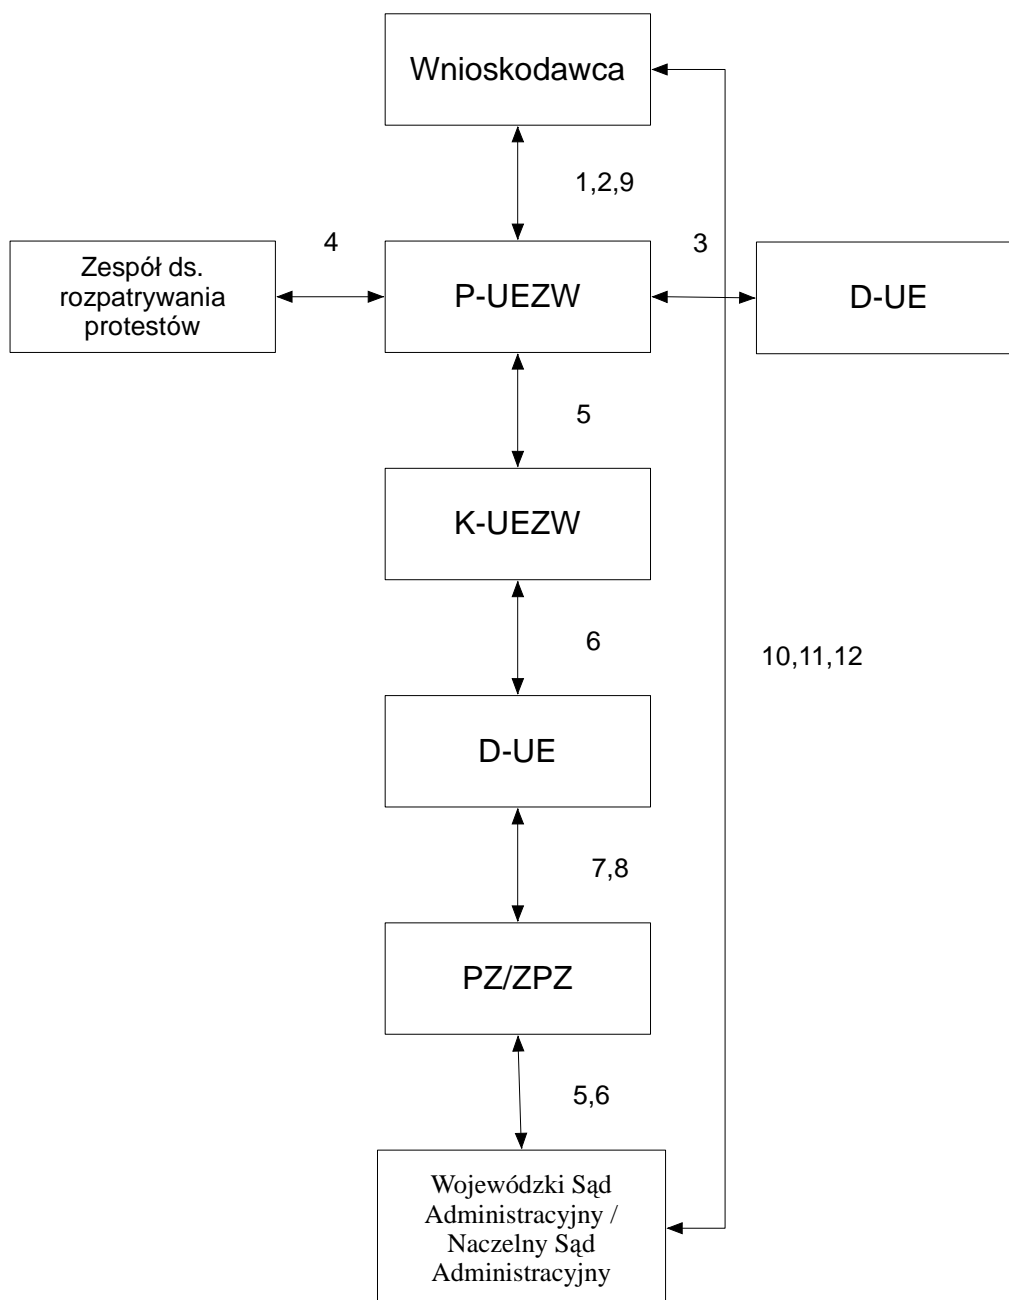 Wnioskodawca
1,2,9
4
3
Zespół ds.
rozpatrywania
protestów
P-UEZW
D-UE
5
K-UEZW
6
10,11,12
D-UE
7,8
PZ/ZPZ
5,6
Wojewódzki Sąd
Administracyjny /
Naczelny Sąd
Administracyjny